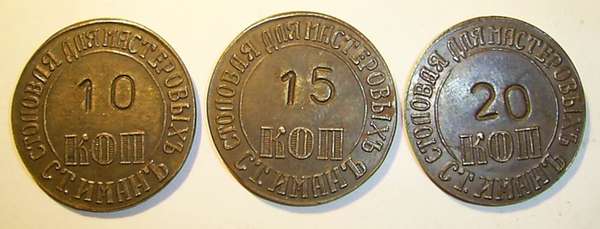 СТОЛОВАЯ ДЛЯ МАСТЕРОВЫХЪ
10
КОП
СТ. ИМАНЪ
СТОЛОВАЯ ДЛЯ МАСТЕРОВЫХЪ
15
КОП
СТ. ИМАНЪ
СТОЛОВАЯ ДЛЯ МАСТЕРОВЫХЪ
20
КОП
СТ. ИМАНЪ